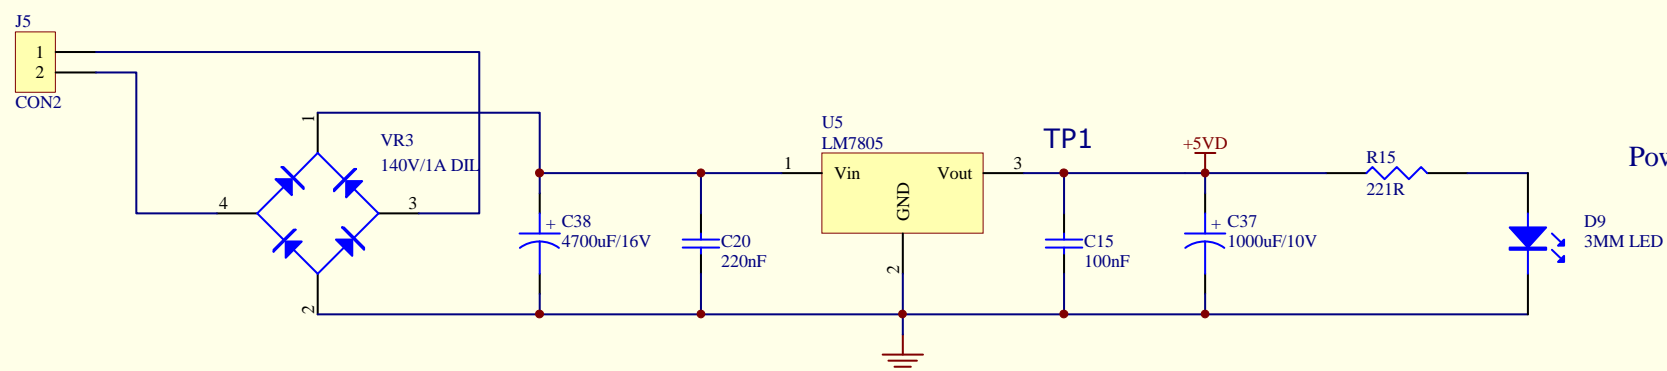 J5
1
2
CON2
1
VR3
140V/1A DIL
4
3
2
+
C38
4700uF/16V
C20
220nF
U5
LM7805
1
Vin
Vout
3
GND
2
TP1
C15
100nF
+5VD
+
C37
1000uF/10V
R15
221R
D9
3MM LED
Pow